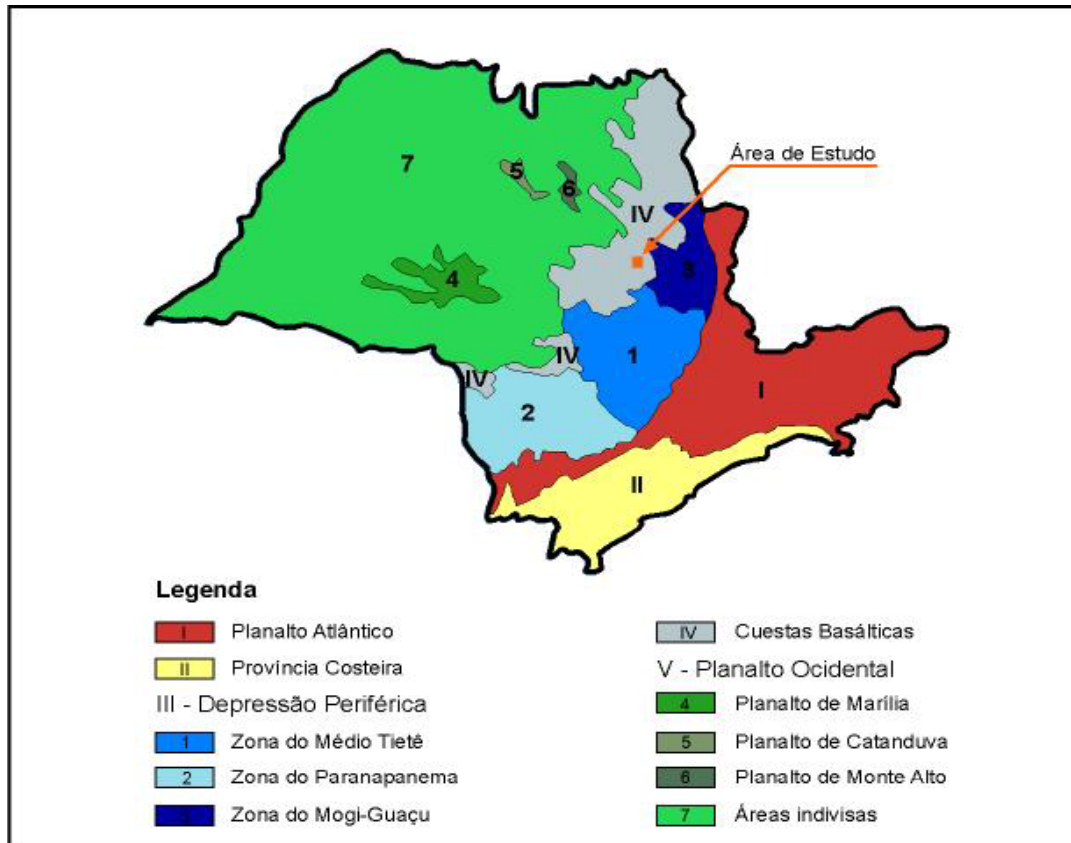 Área de Estudo
7
5
6
IV
3
4
1
IV
IV
2
I
II
Legenda
I Planalto Atlântico
II Província Costeira
III - Depressão Periférica
1 Zona do Médio Tietê
2 Zona do Paranapanema
3 Zona do Mogi-Guaçu
IV Cuestas Basálticas
V - Planalto Ocidental
4 Planalto de Marília
5 Planalto de Catanduva
6 Planalto de Monte Alto
7 Áreas indivisas